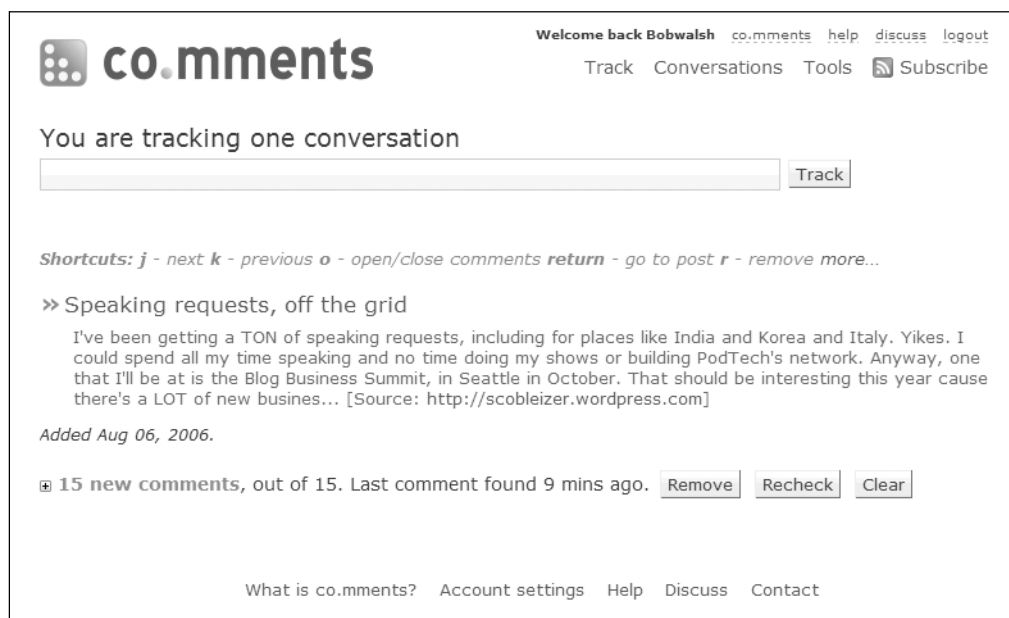 co.mments
Welcome back Bobwalsh co.mments help discuss logout
Track Conversations Tools Subscribe
You are tracking one conversation
Track
Shortcuts: j - next k - previous o - open/close comments return - go to post r - remove more...
» Speaking requests, off the grid
I've been getting a TON of speaking requests, including for places like India and Korea and Italy. Yikes. I
could spend all my time speaking and no time doing my shows or building PodTech's network. Anyway, one
that I'll be at is the Blog Business Summit, in Seattle in October. That should be interesting this year cause
there's a LOT of new busines... [Source: http://scobleizer.wordpress.com]
Added Aug 06, 2006.
15 new comments, out of 15. Last comment found 9 mins ago. Remove Recheck Clear
What is co.mments? Account settings Help Discuss Contact